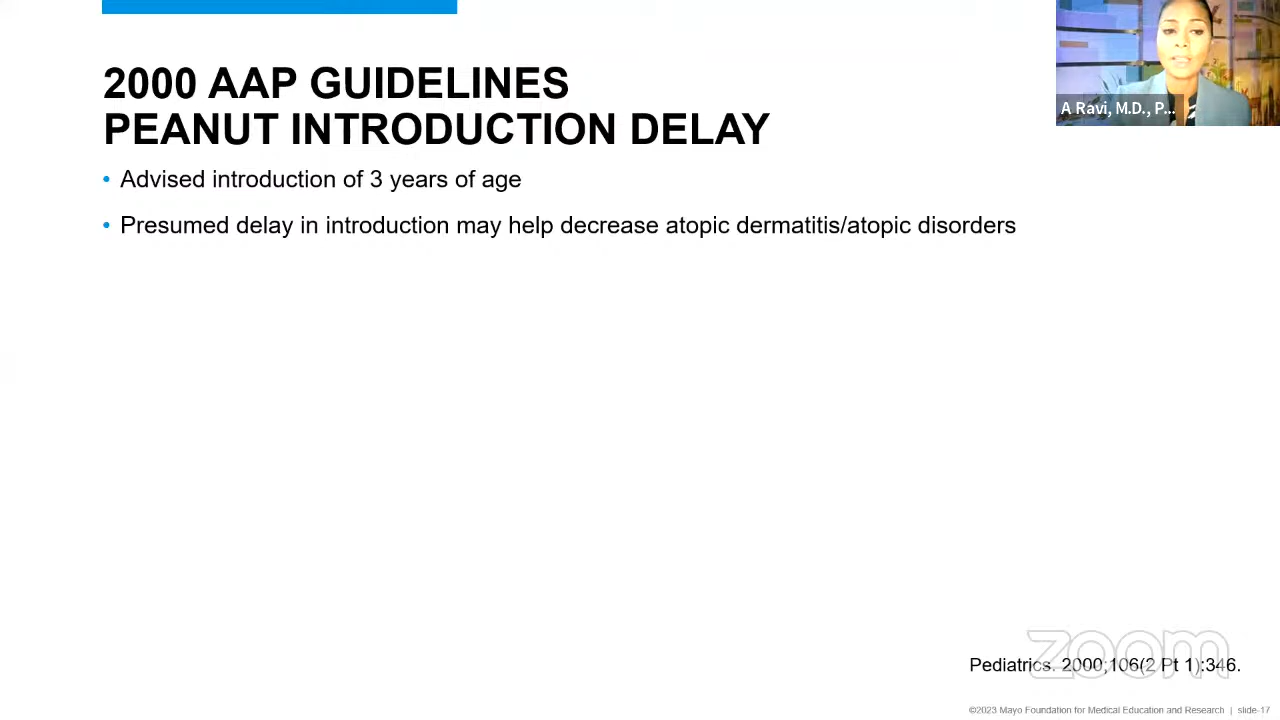 2000 AAP GUIDELINES
PEANUT INTRODUCTION DELAY
• Advised introduction of 3 years of age
• Presumed delay in introduction may help decrease atopic dermatitis/atopic disorders
A Ravi, M.D., P...
zoom
Pediatrics. 2000;106(2 Pt 1):346.
©2023 Mayo Foundation for Medical Education and Research | slide-17